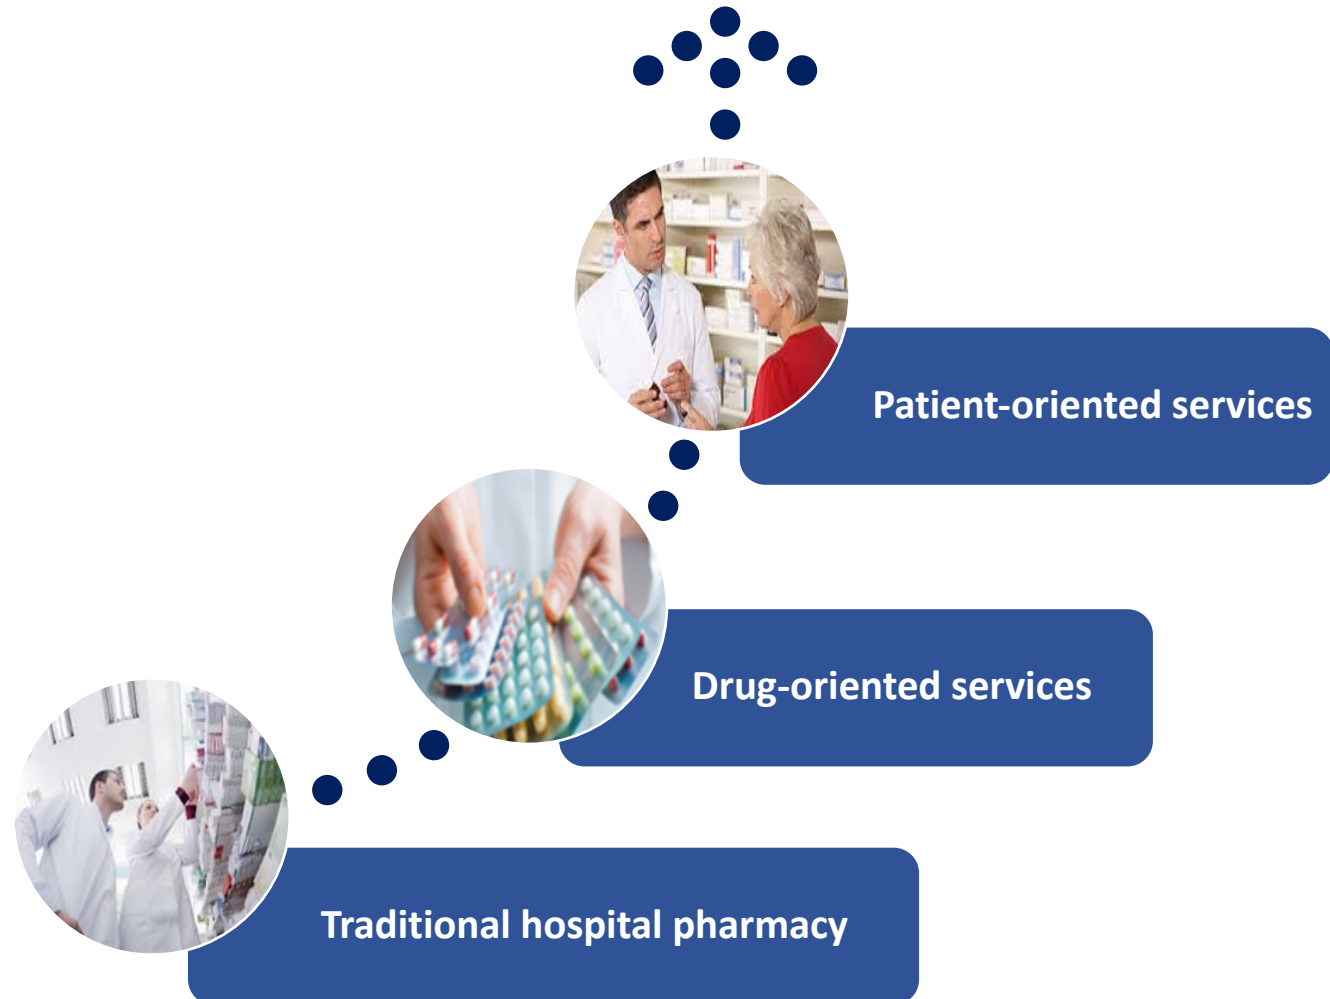 Patient-oriented services
Drug-oriented services
Traditional hospital pharmacy